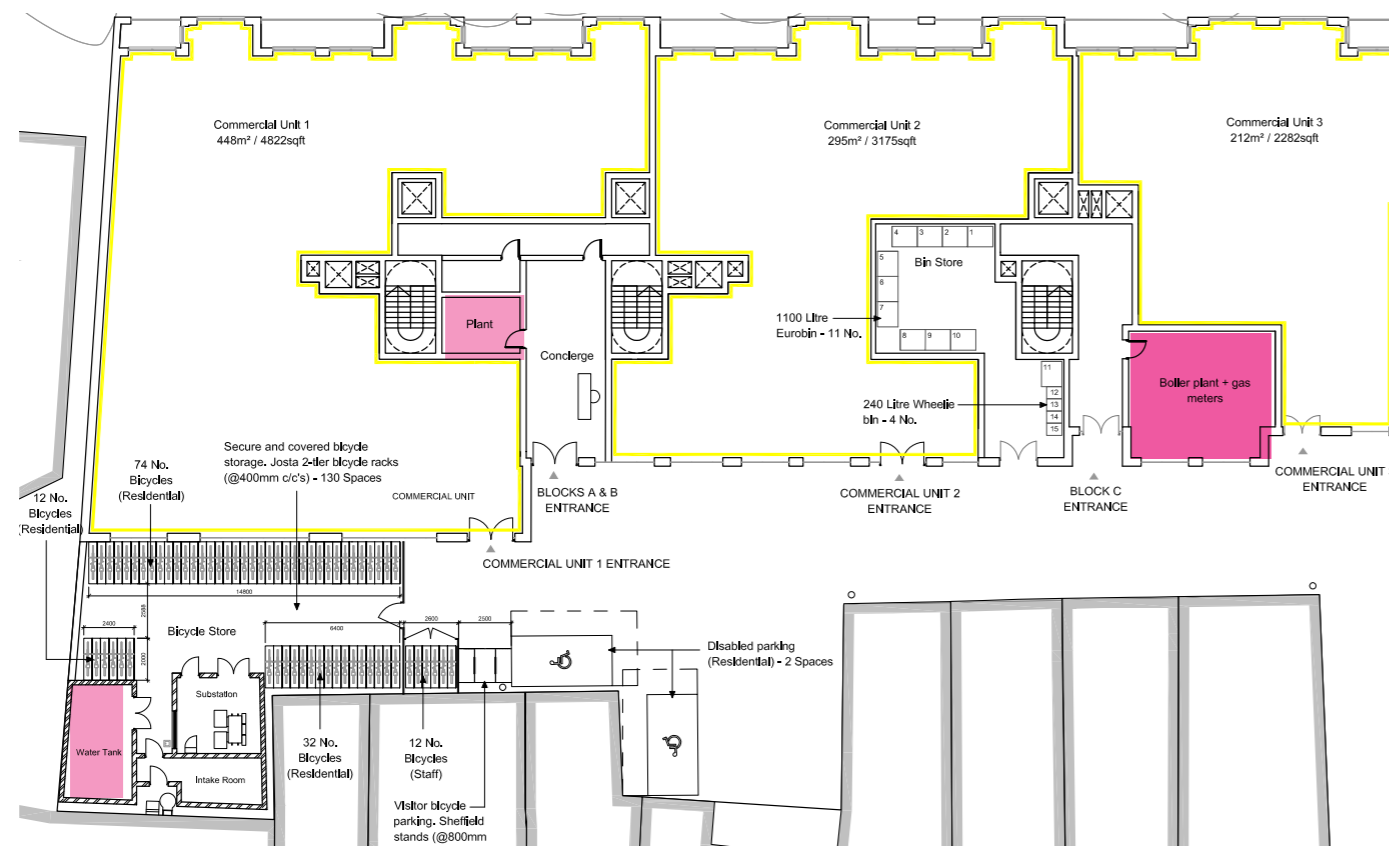 Commercial Unit 1
448m² / 4822sqft
Commercial Unit 2
295m² / 3175sqft
Commercial Unit 3
212m² / 2282sqft
4
3
2
1
Bin Store
5
6
7
1100 Litre
Eurobin - 11 No.
8
9
10
Plant
Concierge
11
12
13
14
15
240 Litre Wheelie
bin - 4 No.
Boiler plant + gas
meters
Secure and covered bicycle
storage. Josta 2-tier bicycle racks
(@400mm c/c's) - 130 Spaces
74 No.
Bicycles
(Residential)
12 No.
Bicycles
(Residential)
COMMERCIAL UNIT
BLOCKS A & B
ENTRANCE
COMMERCIAL UNIT 2
ENTRANCE
BLOCK C
ENTRANCE
COMMERCIAL UNIT
ENTRANCE
COMMERCIAL UNIT 1 ENTRANCE
14800
2588
2400
2000
6400
2600
2500
Bicycle Store
Disabled parking
(Residential) - 2 Spaces
Substation
Water Tank
Intake Room
32 No.
Bicycles
(Residential)
12 No.
Bicycles
(Staff)
Visitor bicycle
parking. Sheffield
stands (@800mm